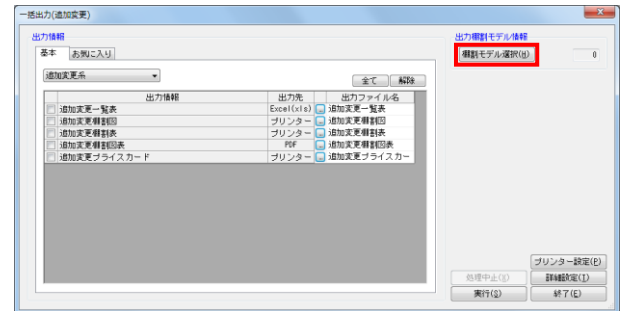 一括出力(追加変更)
出力情報
基本 お気に入り
追加変更系
全て 解除
出力情報 出力先 出力ファイル名
追加変更一覧表 Excel(xls) ... 追加変更一覧表
追加変更棚割図 プリンター ... 追加変更棚割図
追加変更棚割表 プリンター ... 追加変更棚割表
追加変更棚割図表 PDF ... 追加変更棚割図表
追加変更プライスカード プリンター ... 追加変更プライスカー
出力棚割モデル情報
棚割モデル選択(H) 0
プリンター設定(P)
処理中止(X) 詳細設定(T)
実行(S) 終了(E)